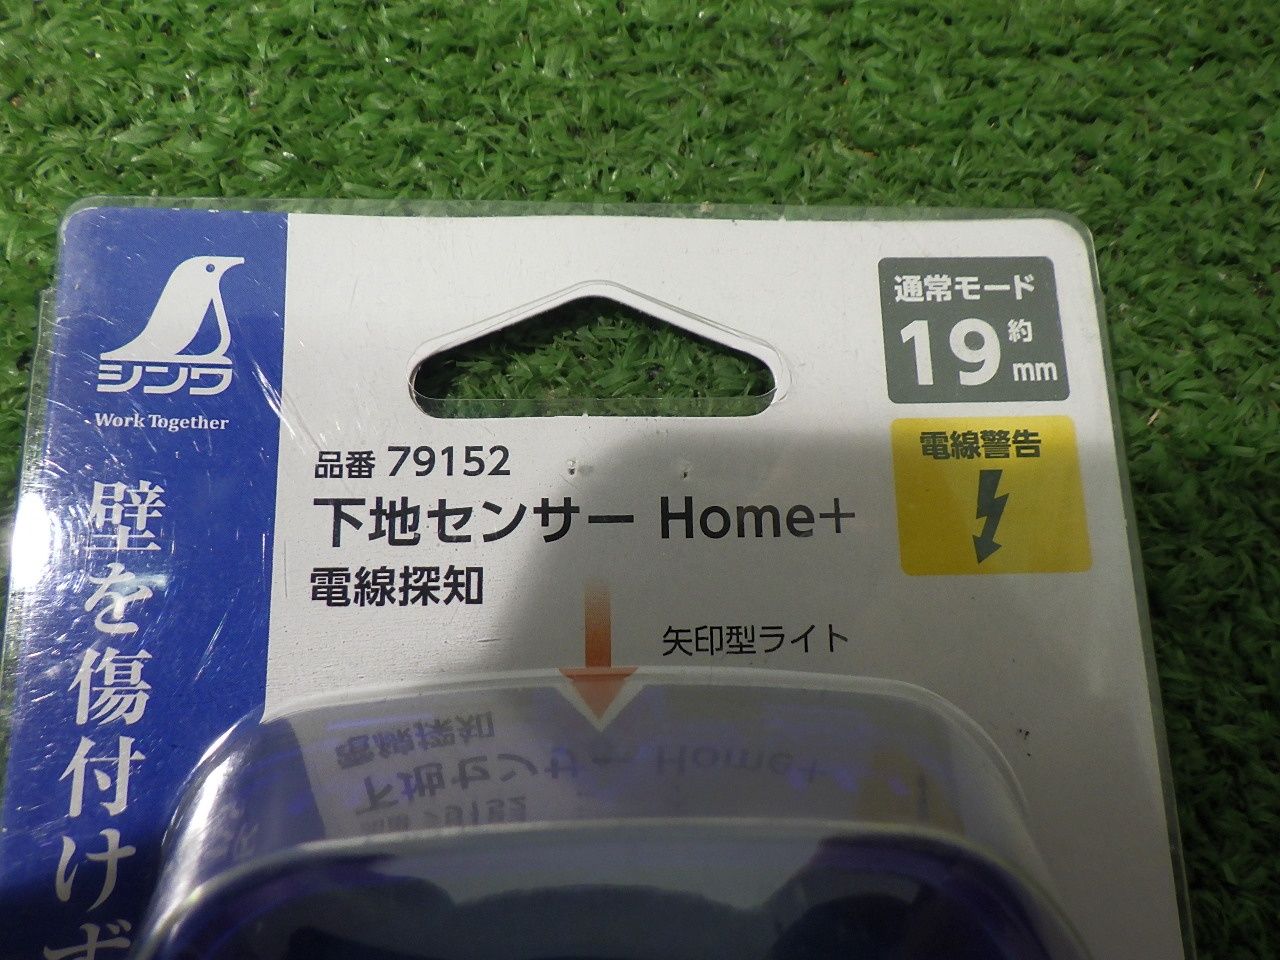 シンワ
Work Together
壁を傷付けず
品番 79152
下地センサー Home+
電線探知
矢印型ライト
通常モード
約
19mm
電線警告